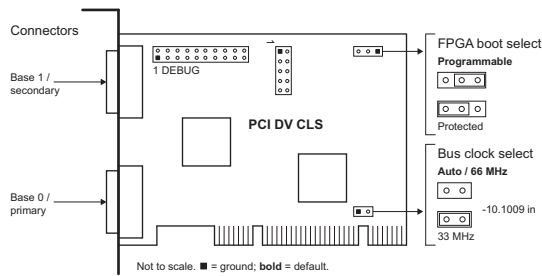 Connectors
Base 1 /
secondary
Base 0 /
primary
1 DEBUG
1
PCI DV CLS
FPGA boot select
Programmable
Protected
Bus clock select
Auto / 66 MHz
-10.1009 in
33 MHz
Not to scale. ■ = ground; bold = default.